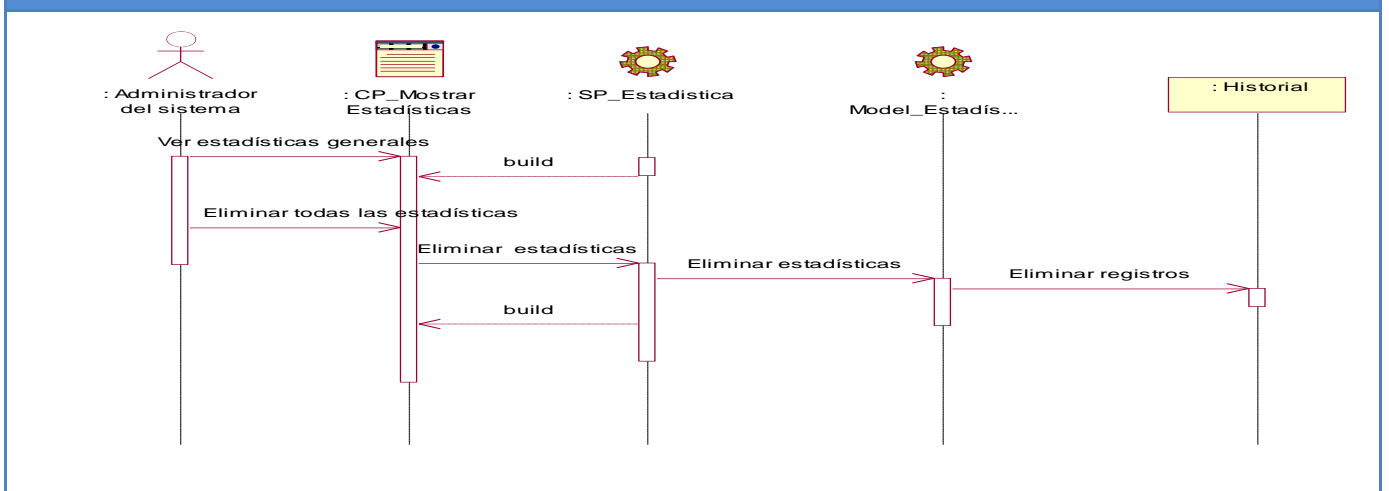 : Administrador
del sistema
: CP_Mostrar
Estadísticas
: SP_Estadistica
:
Model_Estadís...
: Historial
Ver estadísticas generales
build
Eliminar todas las estadísticas
Eliminar estadísticas
Eliminar estadísticas
Eliminar registros
build